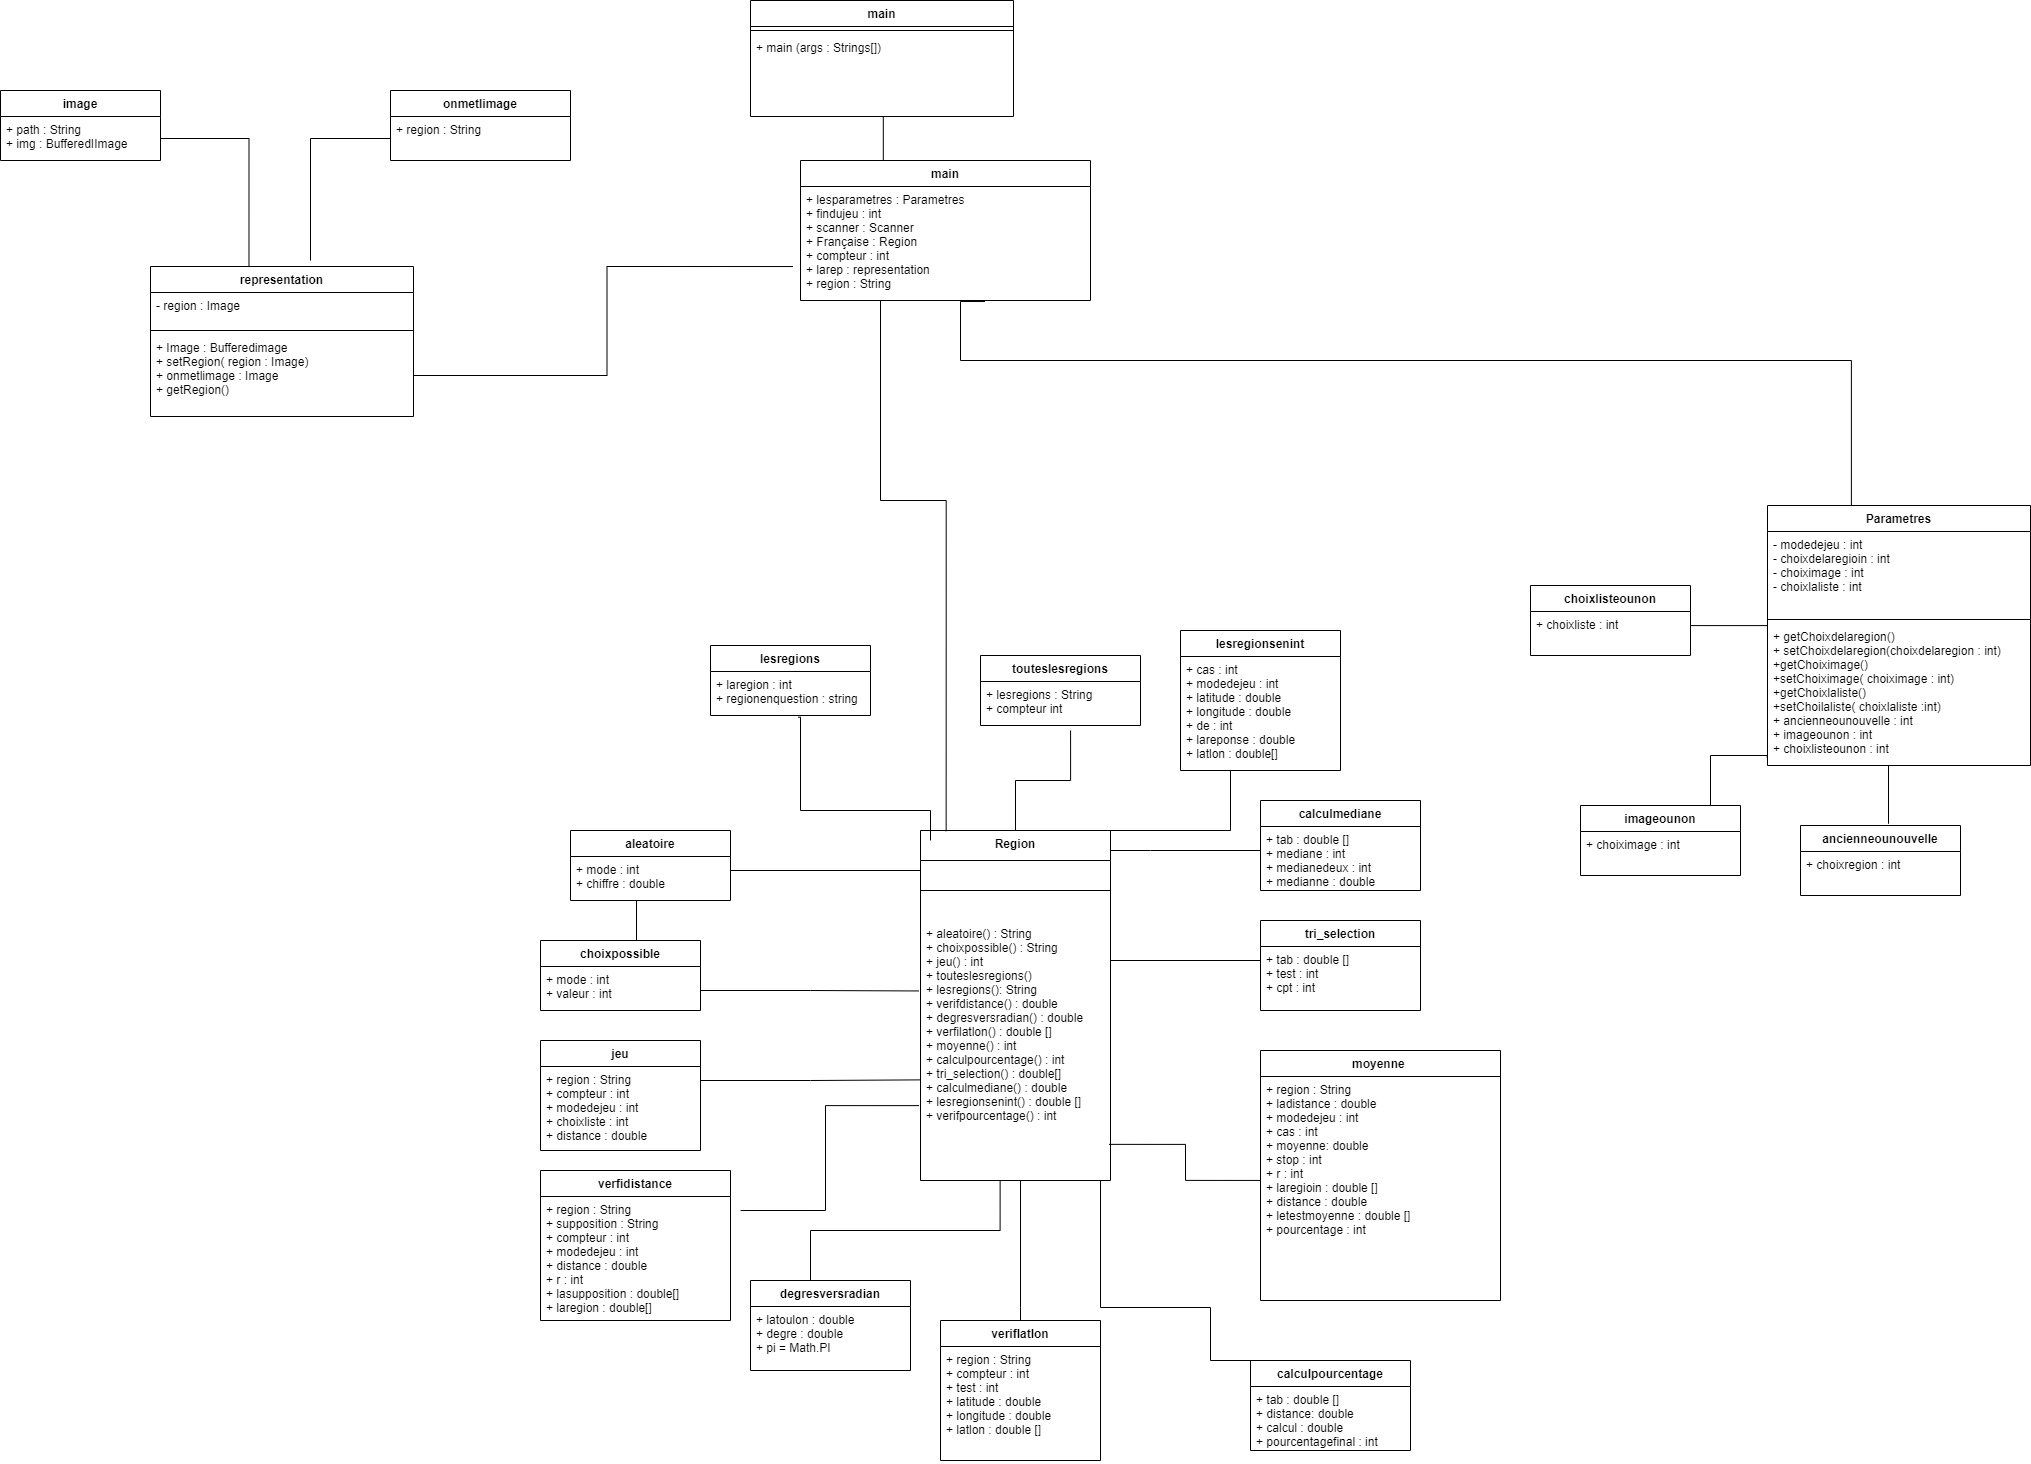 main
+ main (args : Strings[])
image
+ path : String
+ img : BufferedIImage
onmetlimage
+ region : String
main
+ lesparametres : Parametres
+ findujeu : int
+ scanner : Scanner
+ Française : Region
+ compteur : int
+ larep : representation
+ region : String
representation
- region : Image
+ Image : Bufferedimage
+ setRegion( region : Image)
+ onmetlimage : Image
+ getRegion()
Parametres
- modedejeu : int
- choixdelaregioin : int
- choiximage : int
- choixlaliste : int
+ getChoixdelaregion()
+ setChoixdelaregion(choixdelaregion : int)
+getChoiximage()
+setChoiximage( choiximage : int)
+getChoixlaliste()
+setChoilaliste( choixlaliste :int)
+ ancienneounouvelle : int
+ imageounon : int
+ choixlisteounon : int
choixlisteounon
+ choixliste : int
imageounon
+ choiximage : int
ancienneounouvelle
+ choixregion : int
lesregions
+ laregion : int
+ regionenquestion : string
touteslesregions
+ lesregions : String
+ compteur int
lesregionsenint
+ cas : int
+ modedejeu : int
+ latitude : double
+ longitude : double
+ de : int
+ lareponse : double
+ latlon : double[]
aleatoire
+ mode : int
+ chiffre : double
Region
+ aleatoire() : String
+ choixpossible() : String
+ jeu() : int
+ touteslesregions()
+ lesregions(): String
+ verifdistance() : double
+ degresversradian() : double
+ verfilatlon() : double []
+ moyenne() : int
+ calculpourcentage() : int
+ tri_selection() : double[]
+ calculmediane() : double
+ lesregionsenint() : double []
+ verifpourcentage() : int
calculmediane
+ tab : double []
+ mediane : int
+ medianedeux : int
+ medianne : double
choixpossible
+ mode : int
+ valeur : int
tri_selection
+ tab : double []
+ test : int
+ cpt : int
jeu
+ region : String
+ compteur : int
+ modedejeu : int
+ choixliste : int
+ distance : double
moyenne
+ region : String
+ ladistance : double
+ modedejeu : int
+ cas : int
+ moyenne: double
+ stop : int
+ r : int
+ laregioin : double []
+ distance : double
+ letestmoyenne : double []
+ pourcentage : int
verfidistance
+ region : String
+ supposition : String
+ compteur : int
+ modedejeu : int
+ distance : double
+ r : int
+ lasupposition : double[]
+ laregion : double[]
degresversradian
+ latoulon : double
+ degre : double
+ pi = Math.PI
veriflatlon
+ region : String
+ compteur : int
+ test : int
+ latitude : double
+ longitude : double
+ latlon : double []
calculpourcentage
+ tab : double []
+ distance: double
+ calcul : double
+ pourcentagefinal : int